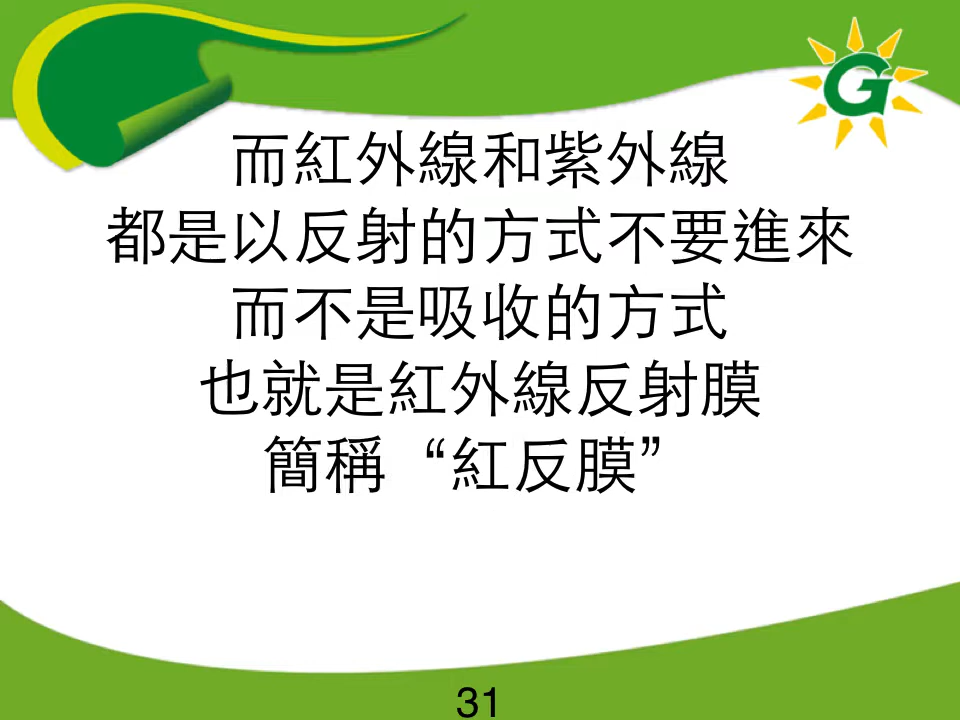 G
而紅外線和紫外線
都是以反射的方式不要進來
而不是吸收的方式
也就是紅外線反射膜
簡稱“紅反膜”
31